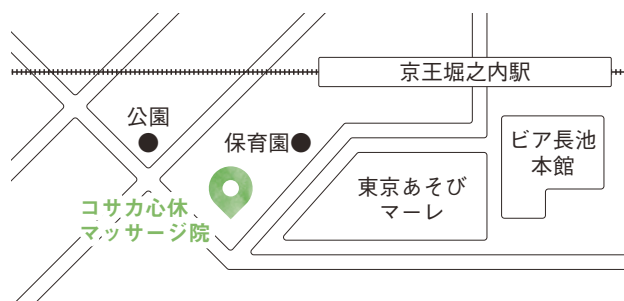 京王堀之内駅
公園
保育園
ビア長池
本館
東京あそび
マーレ
コサカ心休
マッサージ院